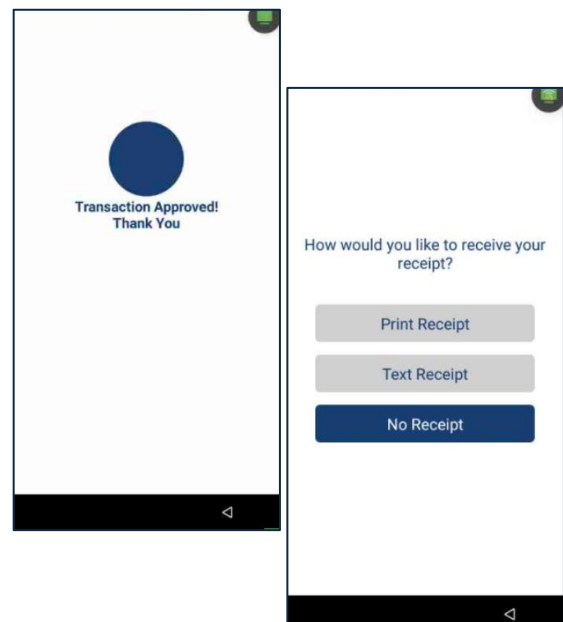 Transaction Approved!
Thank You
How would you like to receive your
receipt?
Print Receipt
Text Receipt
No Receipt